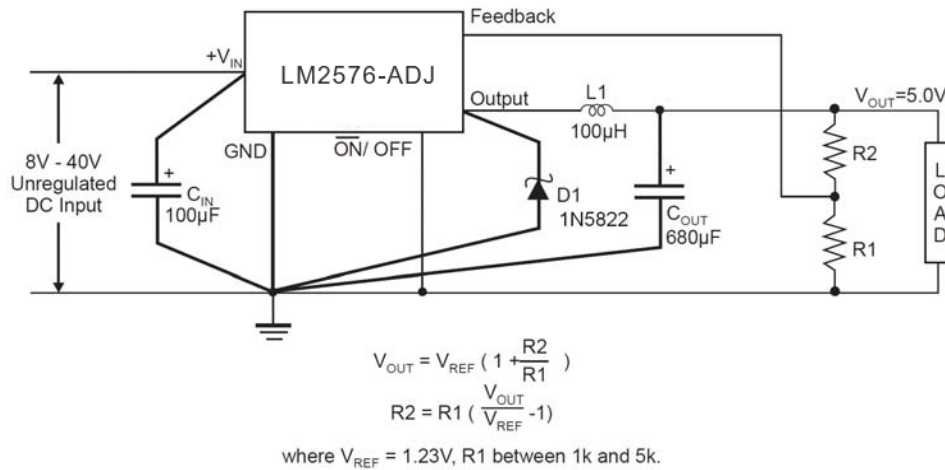 Feedback
+VIN
LM2576-ADJ
Output
L1
100μH
VOUT=5.0V
GND
ON/ OFF
8V - 40V
Unregulated
DC Input
+
CIN
100μF
D1
1N5822
+
COUT
680μF
R2
R1
LOAD
VOUT = VREF ( 1 + R2/R1 )
R2 = R1 ( VOUT/VREF -1)
where VREF = 1.23V, R1 between 1k and 5k.